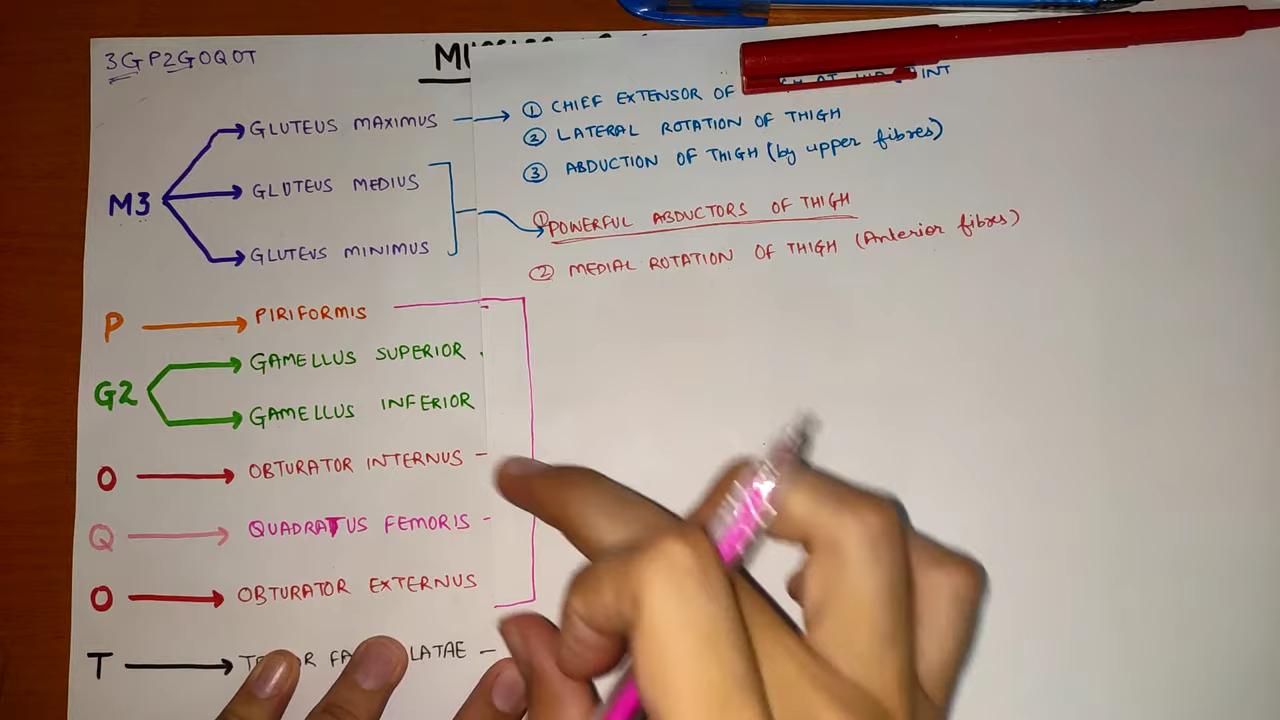 3GP2GOQOT
GLUTEUS MAXIMUS
① CHIEF EXTENSOR OF
② LATERAL ROTATION OF THIGH
③ ABDUCTION OF THIGH (by upper fibres)
M3
GLUTEUS MEDIUS
GLUTEUS MINIMUS
① POWERFUL ABDUCTORS OF THIGH
② MEDIAL ROTATION OF THIGH (Anterior fibres)
P
PIRIFORMIS
G2
GAMELLUS SUPERIOR
GAMELLUS INFERIOR
O
OBTURATOR INTERNUS
Q
QUADRATUS FEMORIS
O
OBTURATOR EXTERNUS
T
LATAE